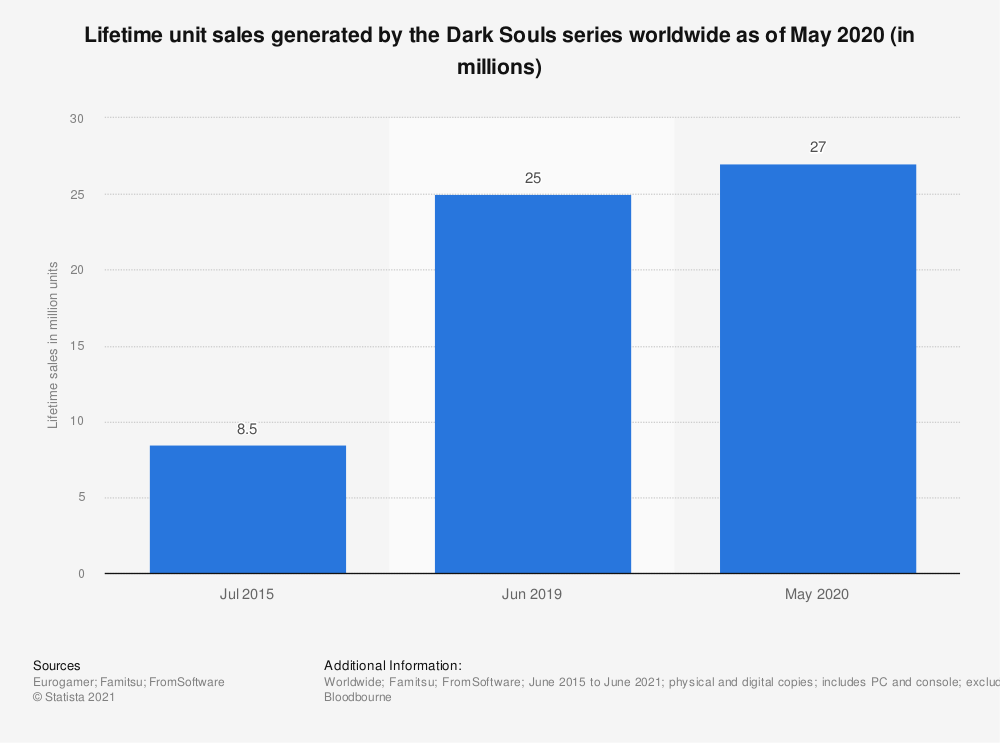 Lifetime unit sales generated by the Dark Souls series worldwide as of May 2020 (in
millions)
30
25
20
15
10
5
0
Lifetime sales in million units
8.5
25
27
Jul 2015
Jun 2019
May 2020
Sources
Eurogamer; Famitsu; FromSoftware
© Statista 2021
Additional Information:
Worldwide; Famitsu; FromSoftware; June 2015 to June 2021; physical and digital copies; includes PC and console;
Bloodbourne